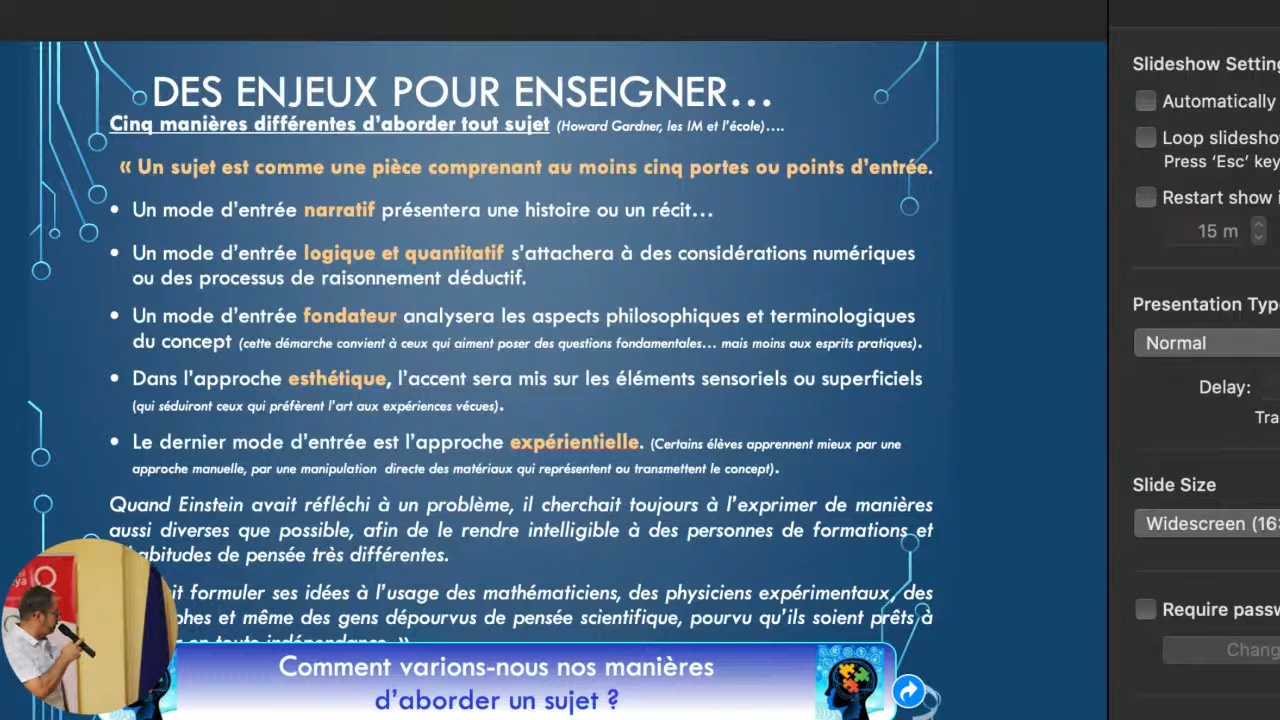 DES ENJEUX POUR ENSEIGNER…
Cinq manières différentes d'aborder tout sujet (Howard Gardner, les IM et l'école)….
« Un sujet est comme une pièce comprenant au moins cinq portes ou points d'entrée.
• Un mode d'entrée narratif présentera une histoire ou un récit…
• Un mode d'entrée logique et quantitatif s'attachera à des considérations numériques
ou des processus de raisonnement déductif.
• Un mode d'entrée fondateur analysera les aspects philosophiques et terminologiques
du concept (cette démarche convient à ceux qui aiment poser des questions fondamentales… mais moins aux esprits pratiques).
• Dans l'approche esthétique, l'accent sera mis sur les éléments sensoriels ou superficiels
(qui séduiront ceux qui préfèrent l'art aux expériences vécues).
• Le dernier mode d'entrée est l'approche expérientielle. (Certains élèves apprennent mieux par une
approche manuelle, par une manipulation directe des matériaux qui représentent ou transmettent le concept).
Quand Einstein avait réfléchi à un problème, il cherchait toujours à l'exprimer de manières
aussi diverses que possible, afin de le rendre intelligible à des personnes de formations et
habitudes de pensée très différentes.
formuler ses idées à l'usage des mathématiciens, des physiciens expérimentaux, des
et même des gens dépourvus de pensée scientifique, pourvu qu'ils soient prêts à
en toute indépendance. »
Comment varions-nous nos manières
d'aborder un sujet ?
Slideshow Setting
Automatically
Loop slidesho
Press 'Esc' key
Restart show i
15 m
Presentation Type
Normal
Delay:
Tra
Slide Size
Widescreen (16:
Require passw
Chang